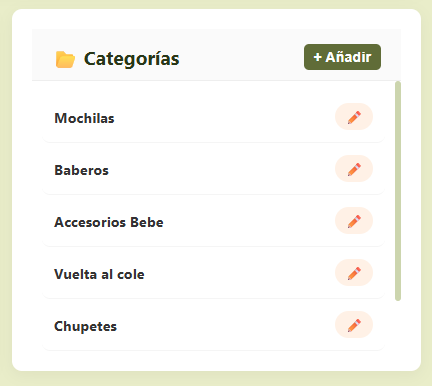 Categorías
+ Añadir
Mochilas
Baberos
Accesorios Bebe
Vuelta al cole
Chupetes